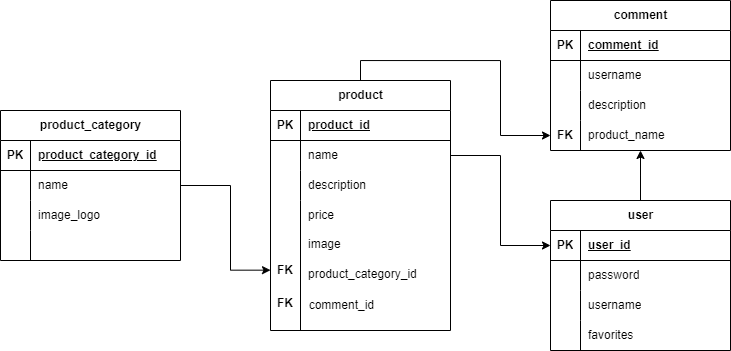 product_category
PK product_category_id
name
image_logo
product
PK product_id
name
description
price
image
FK product_category_id
FK comment_id
comment
PK comment_id
username
description
FK product_name
user
PK user_id
password
username
favorites